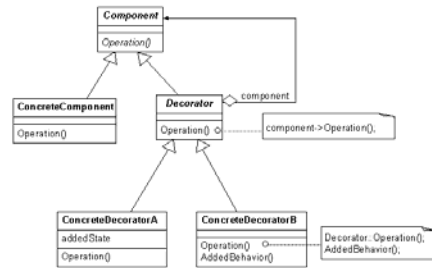 Component
Operation()
component
ConcreteComponent
Operation()
Decorator
Operation()
component->Operation();
ConcreteDecoratorA
addedState
Operation()
ConcreteDecoratorB
Operation()
AddedBehavior()
Decorator::Operation();
AddedBehavior();